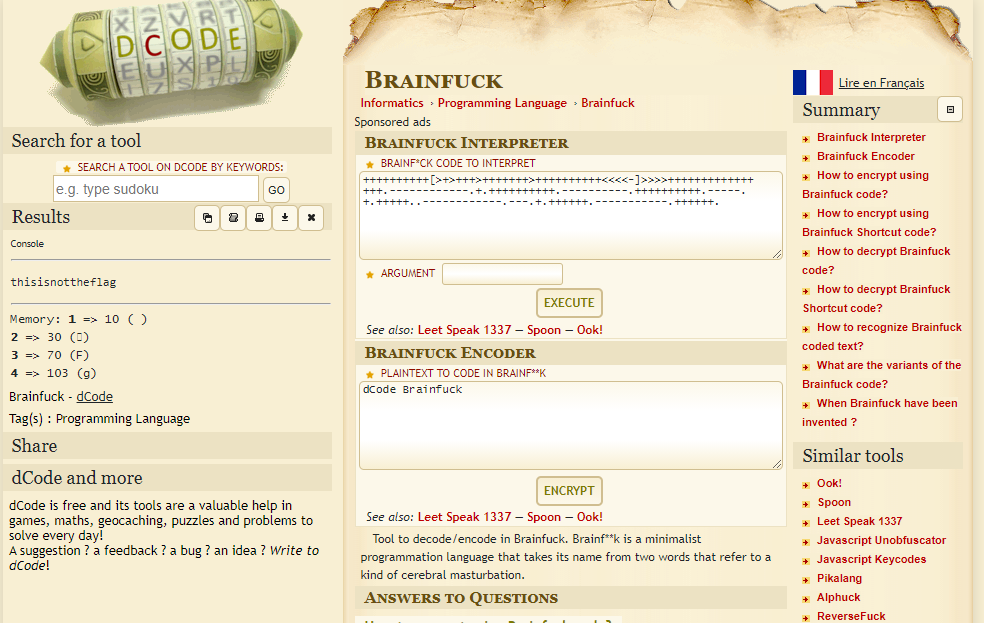 DCODE
Search for a tool
SEARCH A TOOL ON DCODE BY KEYWORDS:
e.g. type sudoku
GO
Results
Console
thisisnottheflag
Memory: 1 => 10 ( )
2 => 30 (▯)
3 => 70 (F)
4 => 103 (g)
Brainfuck - dCode
Tag(s) : Programming Language
Share
dCode and more
dCode is free and its tools are a valuable help in
games, maths, geocaching, puzzles and problems to
solve every day!
A suggestion ? a feedback ? a bug ? an idea ? Write to
dCode!
BRAINFUCK
Informatics › Programming Language › Brainfuck
Sponsored ads
BRAINFUCK INTERPRETER
BRAINF*CK CODE TO INTERPRET
++++++++++[>+>+++>+++++++>++++++++++<<<<-]>>>>++++++++++++++
+++.------------.+.++++++++++.----------.++++++++++.-----.
+.+++++..------------.---.+.++++++.-----------.++++++.
ARGUMENT
EXECUTE
See also: Leet Speak 1337 – Spoon – Ook!
BRAINFUCK ENCODER
PLAINTEXT TO CODE IN BRAINF**K
dCode Brainfuck
ENCRYPT
See also: Leet Speak 1337 – Spoon – Ook!
Tool to decode/encode in Brainfuck. Brainf**k is a minimalist
programmation language that takes its name from two words that refer to a
kind of cerebral masturbation.
ANSWERS TO QUESTIONS
Lire en Français
Summary
Brainfuck Interpreter
Brainfuck Encoder
How to encrypt using
Brainfuck code?
How to encrypt using
Brainfuck Shortcut code?
How to decrypt Brainfuck
code?
How to decrypt Brainfuck
Shortcut code?
How to recognize Brainfuck
coded text?
What are the variants of the
Brainfuck code?
When Brainfuck have been
invented ?
Similar tools
Ook!
Spoon
Leet Speak 1337
Javascript Unobfuscator
Javascript Keycodes
Pikalang
Alphuck
ReverseFuck